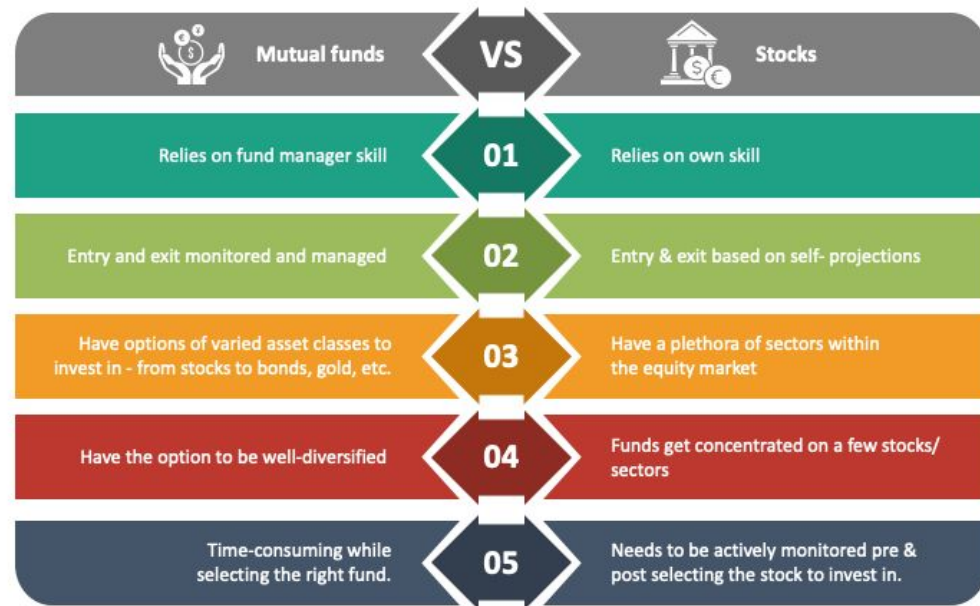 Mutual funds
VS
Stocks
Relies on fund manager skill
01
Relies on own skill
Entry and exit monitored and managed
02
Entry & exit based on self- projections
Have options of varied asset classes to
invest in - from stocks to bonds, gold, etc.
03
Have a plethora of sectors within
the equity market
Have the option to be well-diversified
04
Funds get concentrated on a few stocks/
sectors
Time-consuming while
selecting the right fund.
05
Needs to be actively monitored pre &
post selecting the stock to invest in.